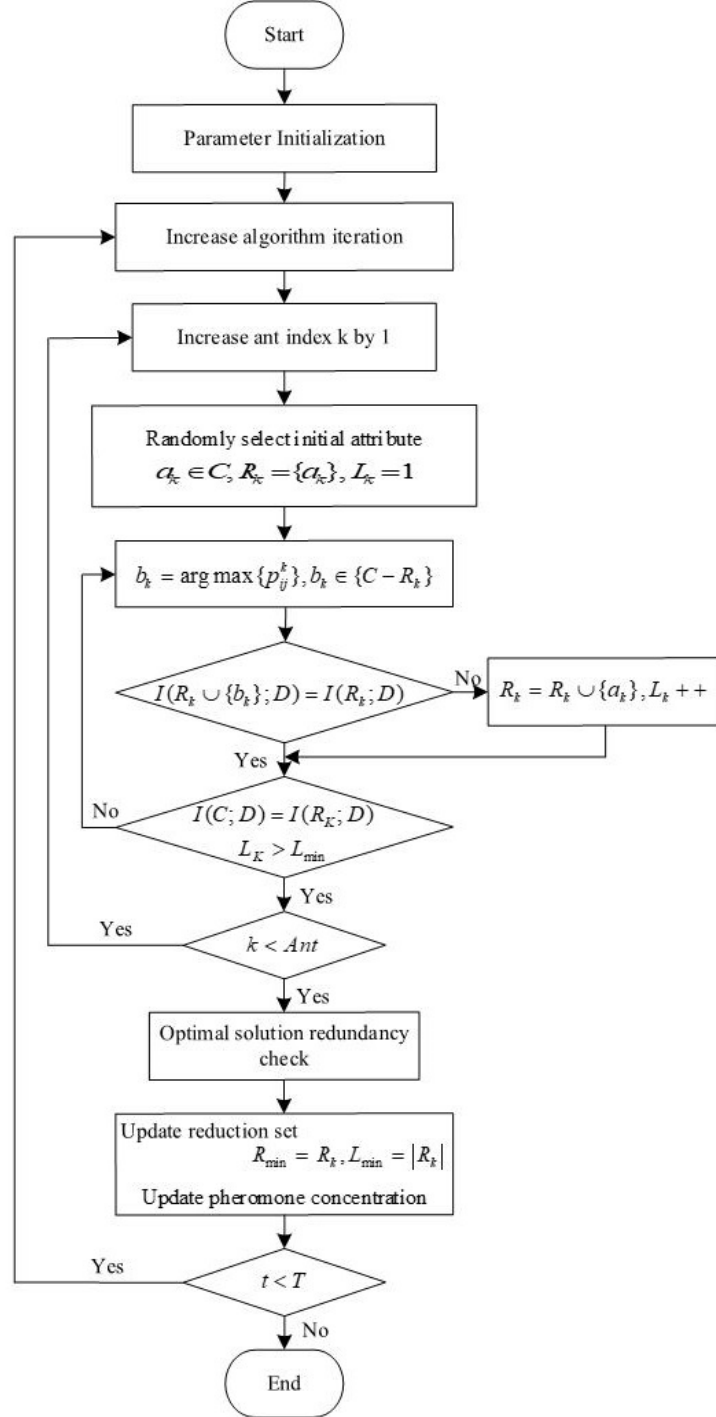 Start
Parameter Initialization
Increase algorithm iteration
Increase ant index k by 1
Randomly select initial attribute
a_k ∈ C, R_k = {a_k}, L_k = 1
b_k = arg max{p_{ij}^k}, b_k ∈ {C − R_k}
I(R_k ∪ {b_k}; D) = I(R_k; D)
No
R_k = R_k ∪ {a_k}, L_k ++
Yes
No
I(C; D) = I(R_K; D)
L_K > L_min
Yes
Yes
k < Ant
Yes
Optimal solution redundancy
check
Update reduction set
R_min = R_k, L_min = |R_k|
Update pheromone concentration
Yes
t < T
No
End